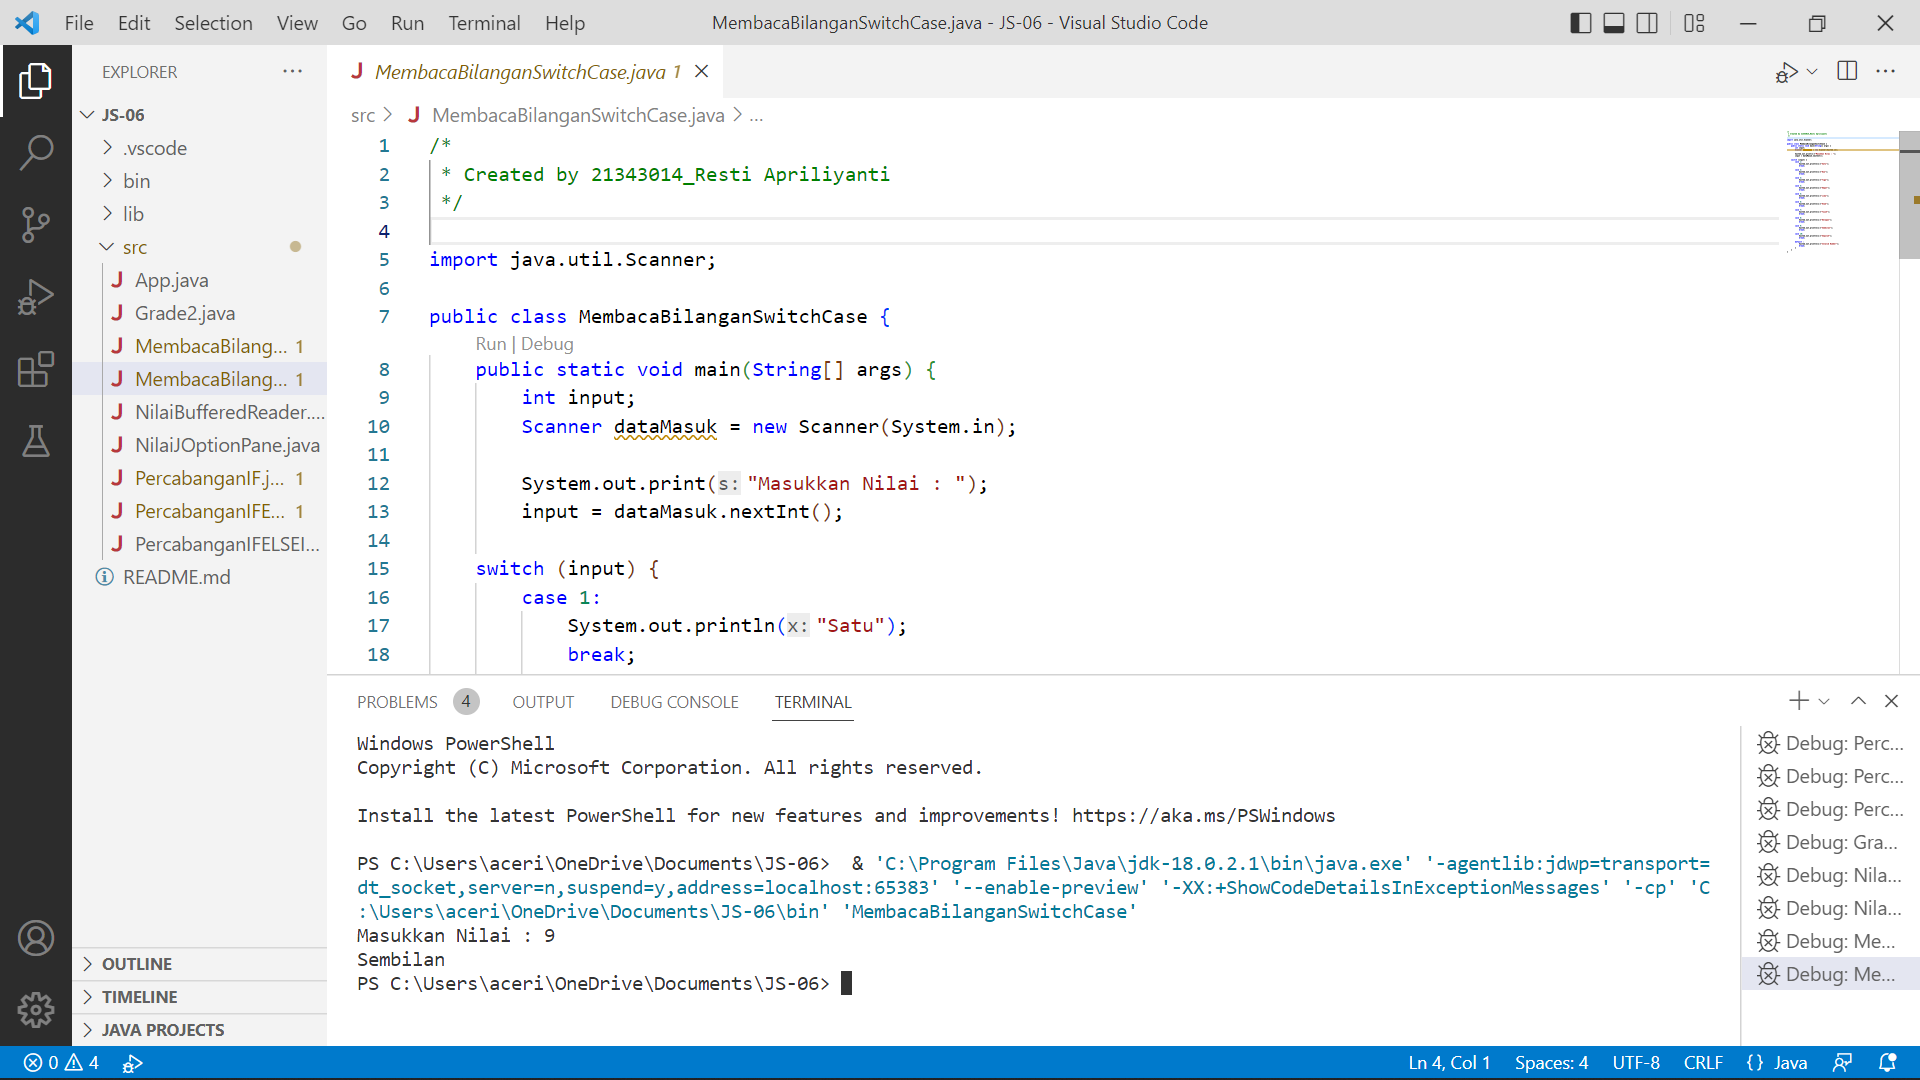 File Edit Selection View Go Run Terminal Help
MembacaBilanganSwitchCase.java - JS-06 - Visual Studio Code
EXPLORER
JS-06
.vscode
bin
lib
src
App.java
Grade2.java
MembacaBilang... 1
MembacaBilang... 1
NilaiBufferedReader....
NilaiJOptionPane.java
PercabanganIF.j... 1
PercabanganIFE... 1
PercabanganIFELSEI...
README.md
OUTLINE
TIMELINE
JAVA PROJECTS
MembacaBilanganSwitchCase.java 1
src > MembacaBilanganSwitchCase.java > ...
1 /*
2 * Created by 21343014_Resti Apriliyanti
3 */
4
5 import java.util.Scanner;
6
7 public class MembacaBilanganSwitchCase {
Run | Debug
8 public static void main(String[] args) {
9 int input;
10 Scanner dataMasuk = new Scanner(System.in);
11
12 System.out.print(s: "Masukkan Nilai : ");
13 input = dataMasuk.nextInt();
14
15 switch (input) {
16 case 1:
17 System.out.println(x: "Satu");
18 break;
PROBLEMS 4 OUTPUT DEBUG CONSOLE TERMINAL
Windows PowerShell
Copyright (C) Microsoft Corporation. All rights reserved.
Install the latest PowerShell for new features and improvements! https://aka.ms/PSWindows
PS C:\Users\aceri\OneDrive\Documents\JS-06>  & 'C:\Program Files\Java\jdk-18.0.2.1\bin\java.exe' '-agentlib:jdwp=transport=
dt_socket,server=n,suspend=y,address=localhost:65383' '--enable-preview' '-XX:+ShowCodeDetailsInExceptionMessages' '-cp' 'C
:\Users\aceri\OneDrive\Documents\JS-06\bin' 'MembacaBilanganSwitchCase'
Masukkan Nilai : 9
Sembilan
PS C:\Users\aceri\OneDrive\Documents\JS-06>
Debug: Perc...
Debug: Perc...
Debug: Perc...
Debug: Gra...
Debug: Nila...
Debug: Nila...
Debug: Me...
Debug: Me...
0 4
Ln 4, Col 1 Spaces: 4 UTF-8 CRLF {} Java